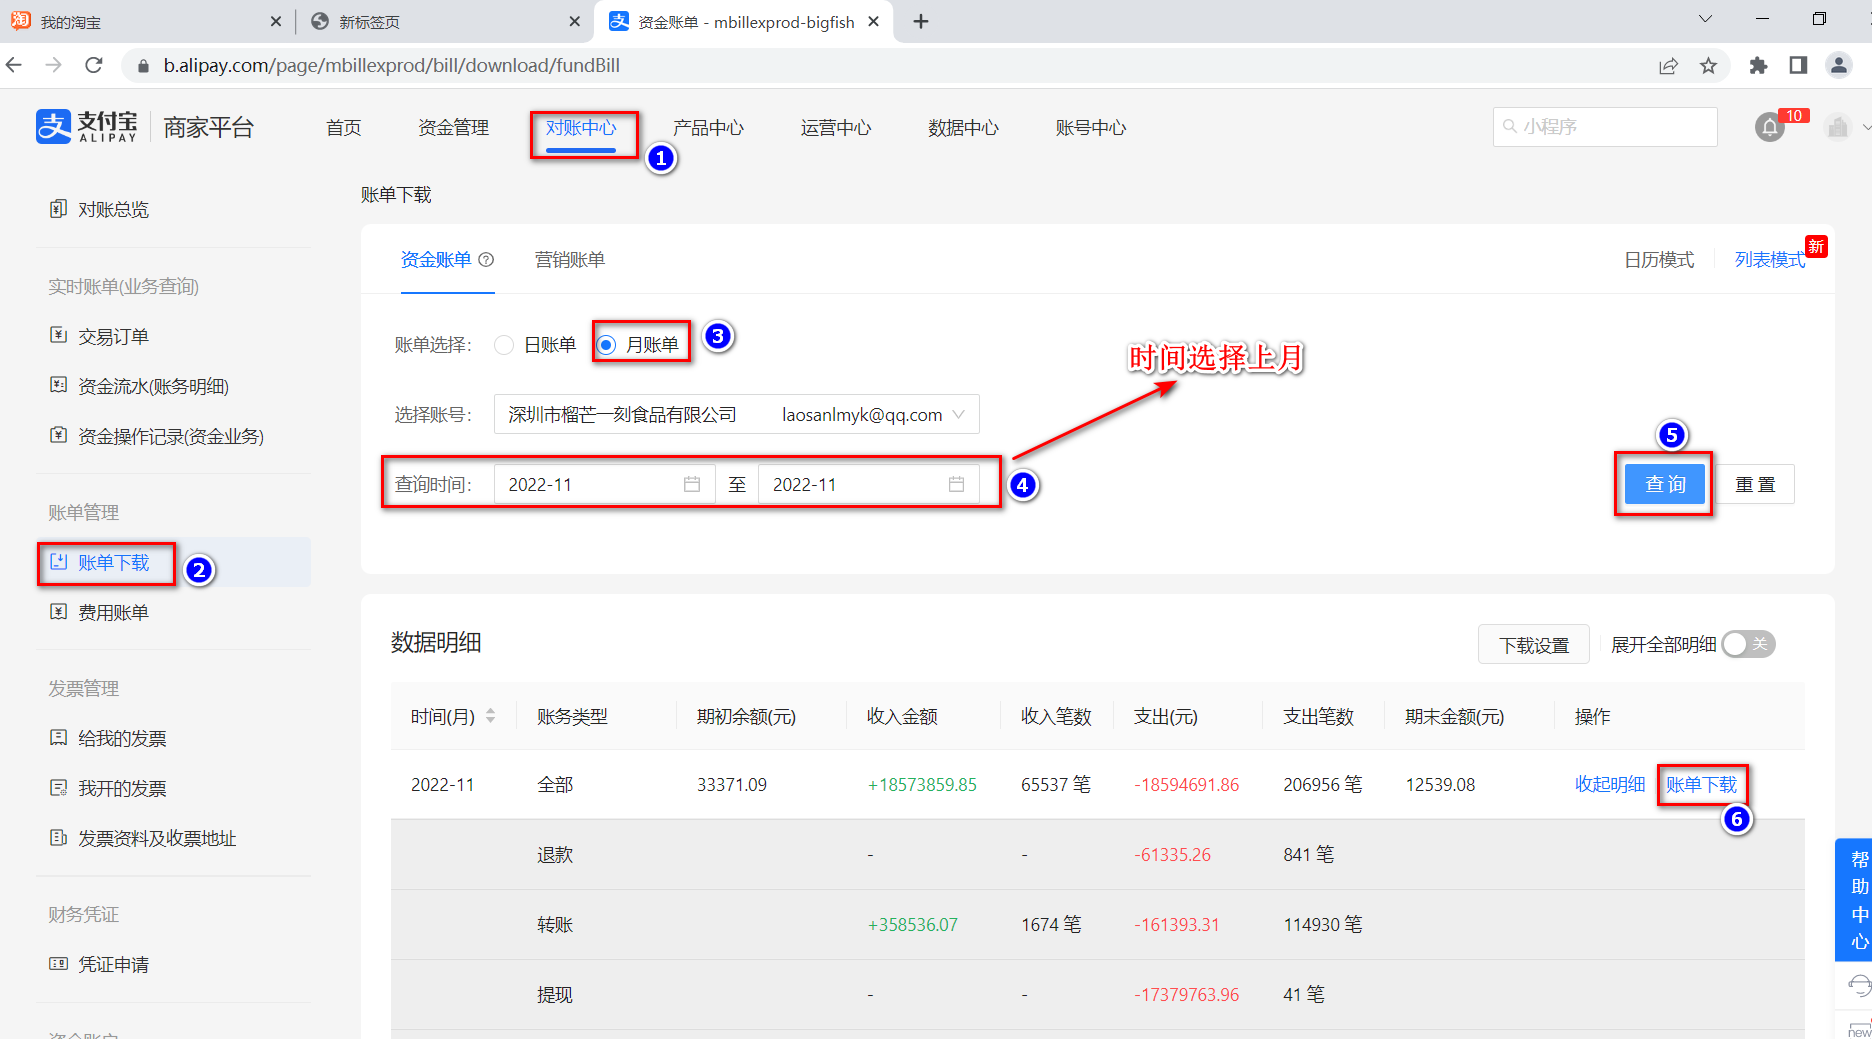 我的淘宝
新标签页
资金账单 - mbillexprod-bigfish
b.alipay.com/page/mbillexprod/bill/download/fundBill
支付宝 ALIPAY 商家平台
首页 资金管理 对账中心 产品中心 运营中心 数据中心 账号中心
小程序
10
1
对账总览
实时账单(业务查询)
交易订单
资金流水(账务明细)
资金操作记录(资金业务)
账单管理
账单下载
2
费用账单
发票管理
给我的发票
我开的发票
发票资料及收票地址
财务凭证
凭证申请
账单下载
资金账单 营销账单
日历模式 列表模式 新
账单选择: 日账单 月账单
3
时间选择上月
选择账号: 深圳市榴芒一刻食品有限公司 laosanlmyk@qq.com
查询时间: 2022-11 至 2022-11
4
5
查询 重置
数据明细
下载设置 展开全部明细 关
时间(月) 账务类型 期初余额(元) 收入金额 收入笔数 支出(元) 支出笔数 期末金额(元) 操作
2022-11 全部 33371.09 +18573859.85 65537 笔 -18594691.86 206956 笔 12539.08 收起明细 账单下载
6
退款 - - -61335.26 841 笔
转账 +358536.07 1674 笔 -161393.31 114930 笔
提现 - - -17379763.96 41 笔
帮助中心
new